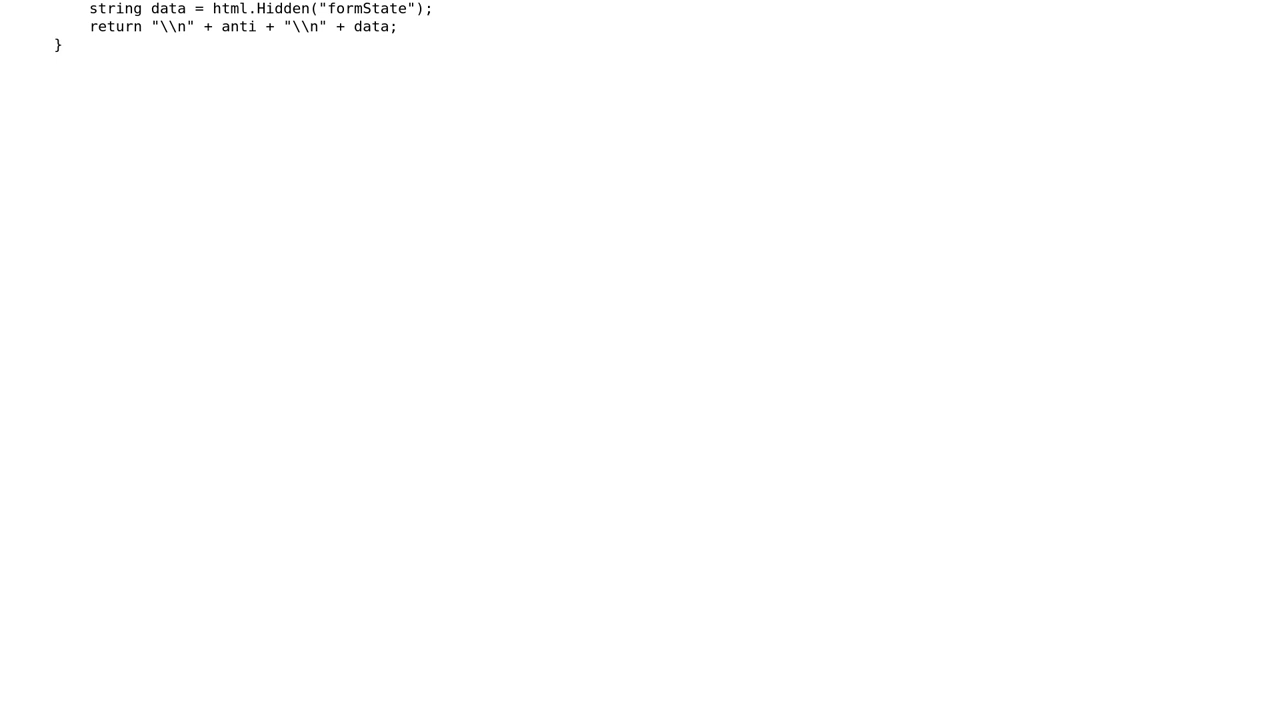 string data = html.Hidden("formState");
return "\\n" + anti + "\\n" + data;
}